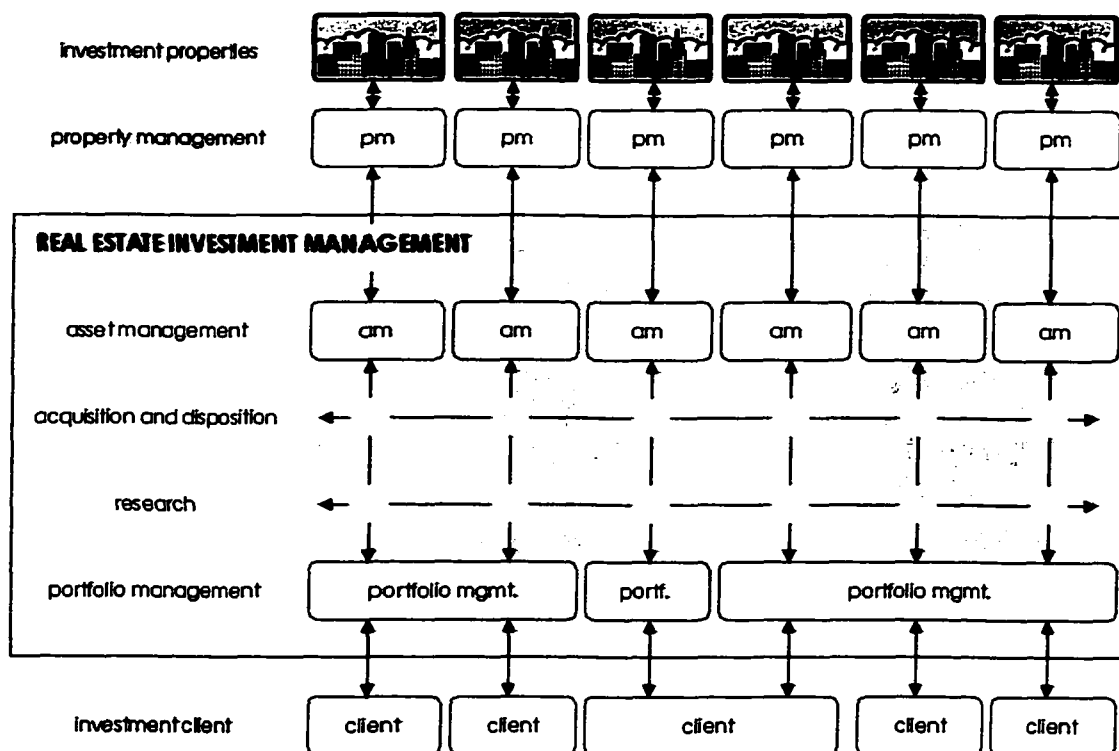 investment properties
property management
pm
pm
pm
pm
pm
pm
REAL ESTATE INVESTMENT MANAGEMENT
asset management
am
am
am
am
am
am
acquisition and disposition
research
portfolio management
portfolio mgmt.
portf.
portfolio mgmt.
investment client
client
client
client
client
client